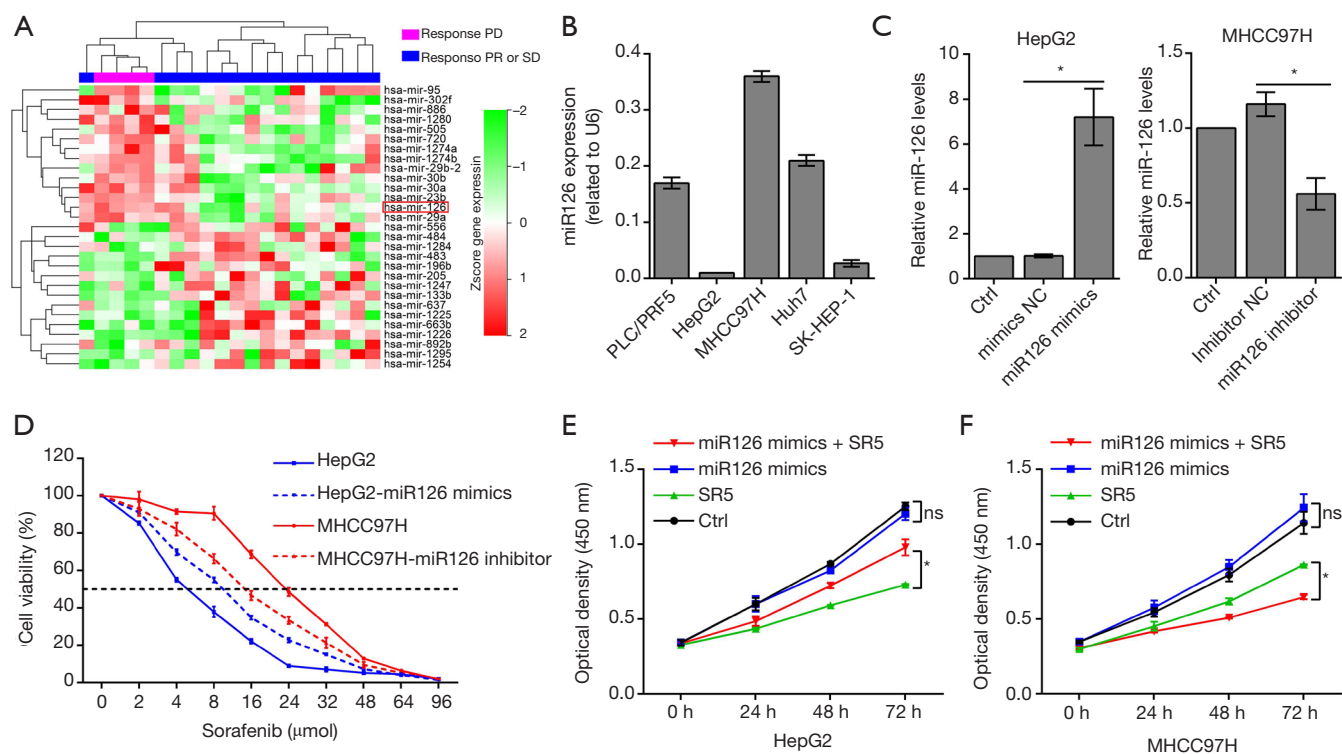 A
Response PD
Responso PR or SD
hsa-mir-95
hsa-mir-302f
hsa-mir-886
hsa-mir-1280
hsa-mir-505
hsa-mir-720
hsa-mir-1274a
hsa-mir-1274b
hsa-mir-29b-2
hsa-mir-30b
hsa-mir-30a
hsa-mir-23b
hsa-mir-126
hsa-mir-29a
hsa-mir-556
hsa-mir-484
hsa-mir-1284
hsa-mir-483
hsa-mir-196b
hsa-mir-205
hsa-mir-1247
hsa-mir-133b
hsa-mir-637
hsa-mir-1225
hsa-mir-663b
hsa-mir-1226
hsa-mir-892b
hsa-mir-1295
hsa-mir-1254
Zscore gene expressin
-2
-1
0
1
2
B
miR126 expression
(related to U6)
0.4
0.3
0.2
0.1
0.0
PLC/PRF5
HepG2
MHCC97H
Huh7
SK-HEP-1
C
HepG2
Relative miR-126 levels
10
8
6
4
2
0
*
Ctrl
mimics NC
miR126 mimics
MHCC97H
Relative miR-126 levels
1.5
1.0
0.5
0.0
*
Ctrl
Inhibitor NC
miR126 inhibitor
D
HepG2
HepG2-miR126 mimics
MHCC97H
MHCC97H-miR126 inhibitor
Cell viability (%)
120
100
80
60
40
20
0
0 2 4 8 16 24 32 48 64 96
Sorafenib (μmol)
E
miR126 mimics + SR5
miR126 mimics
SR5
Ctrl
Optical density (450 nm)
1.5
1.0
0.5
0.0
ns
*
0 h 24 h 48 h 72 h
HepG2
F
miR126 mimics + SR5
miR126 mimics
SR5
Ctrl
Optical density (450 nm)
1.5
1.0
0.5
0.0
ns
*
0 h 24 h 48 h 72 h
MHCC97H